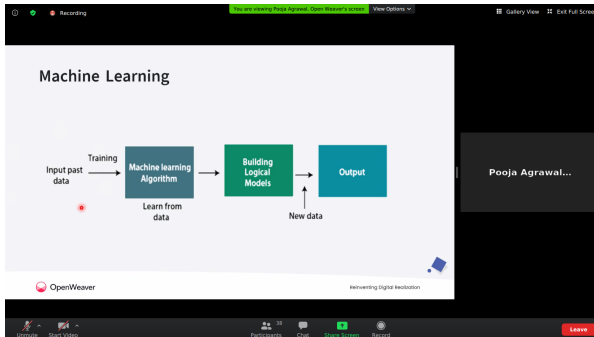 Recording
You are viewing Pooja Agrawal, Open Weaver's screen
View Options
Gallery View
Exit Full Scree
Machine Learning
Input past
data
Training
Machine learning
Algorithm
Learn from
data
Building
Logical
Models
Output
New data
Pooja Agrawal...
OpenWeaver
Reinventing Digital Realization
Unmute
Start Video
Participants
38
Chat
Share Screen
Record
Leave